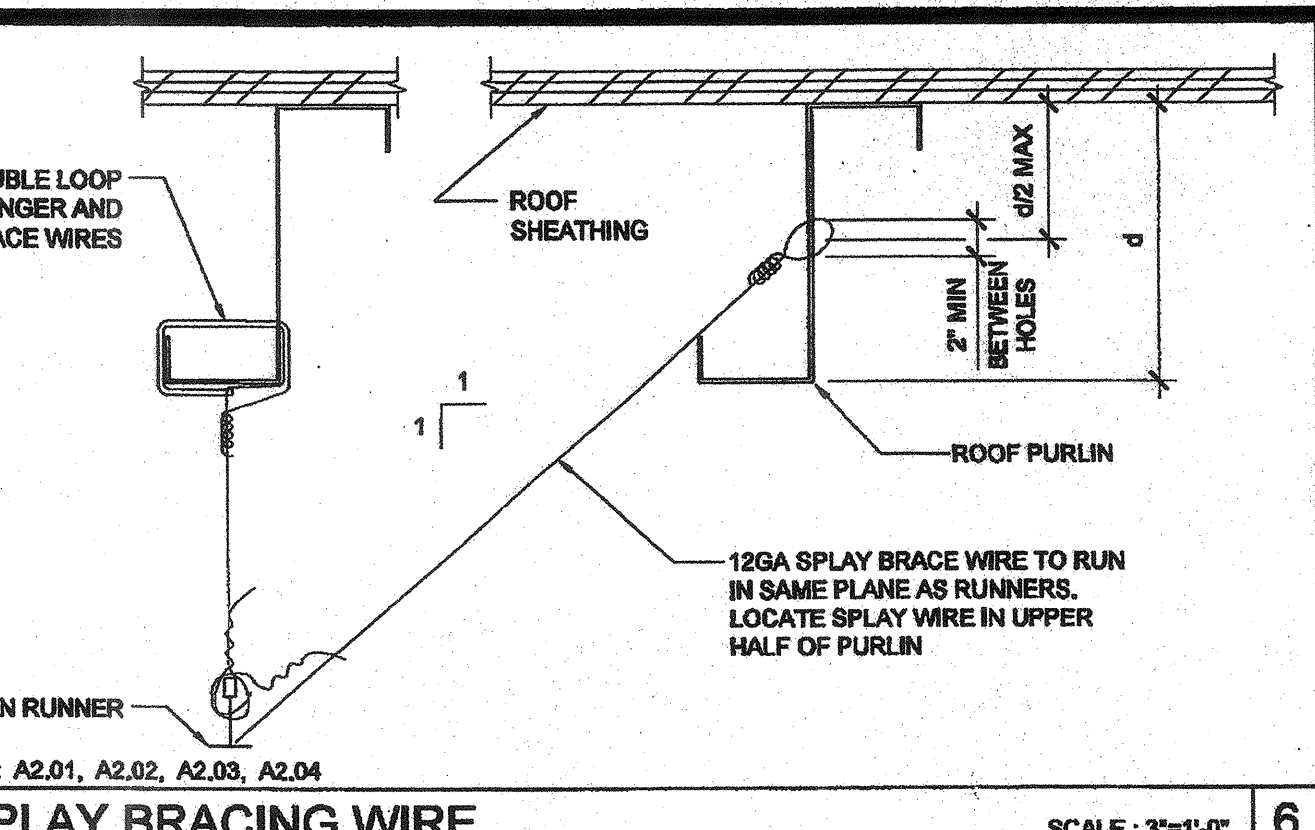 UBLE LOOP
NGER AND
ACE WIRES
ROOF
SHEATHING
d/2 MAX
d
2" MIN
BETWEEN
HOLES
1
1
ROOF PURLIN
12GA SPLAY BRACE WIRE TO RUN
IN SAME PLANE AS RUNNERS.
LOCATE SPLAY WIRE IN UPPER
HALF OF PURLIN
N RUNNER
: A2.01, A2.02, A2.03, A2.04
PLAY BRACING WIRE
SCALE : 3"=1'-0"
6